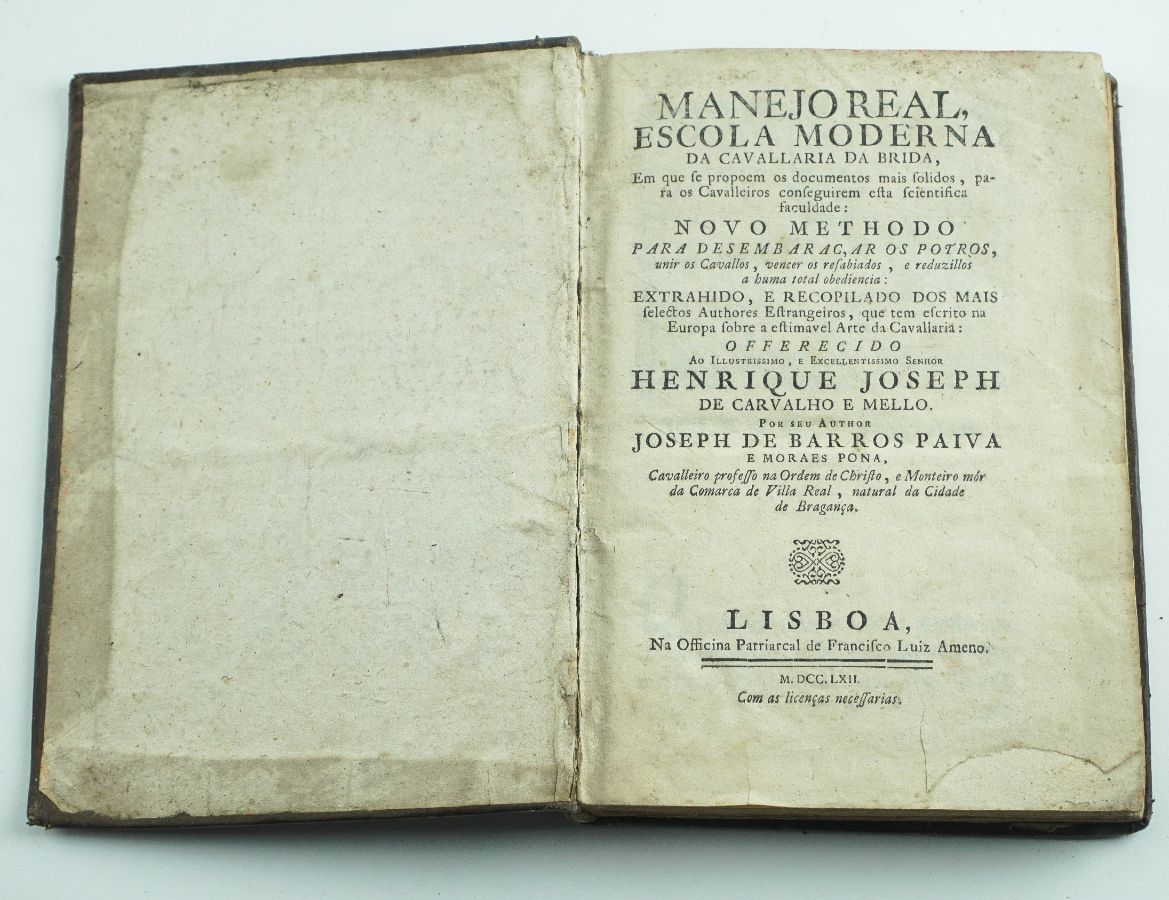 MANEJO REAL,
ESCOLA MODERNA
DA CAVALLARIA DA BRIDA,
Em que ſe propoem os documentos mais ſolidos, pa-
ra os Cavalleiros conſeguirem eſta ſcientifica
faculdade:
NOVO METHODO
PARA DESEMBARAC,AR OS POTROS,
unir os Cavallos, vencer os reſabiados, e reduzillos
a huma total obediencia:
EXTRAHIDO, E RECOPILADO DOS MAIS
ſelectos Authores Eſtrangeiros, que tem eſcrito na
Europa ſobre a eſtimavel Arte da Cavallaria:
OFFERECIDO
AO ILLUSTRISSIMO, E EXCELLENTISSIMO SENHOR
HENRIQUE JOSEPH
DE CARVALHO E MELLO.
POR SEU AUTHOR
JOSEPH DE BARROS PAIVA
E MORAES PONA,
Cavalleiro profeſſo na Ordem de Chriſto, e Monteiro mór
da Comarca de Villa Real, natural da Cidade
de Bragança.
LISBOA,
Na Officina Patriarcal de Franciſco Luiz Ameno.
M. DCC. LXII.
Com as licenças neceſſarias.